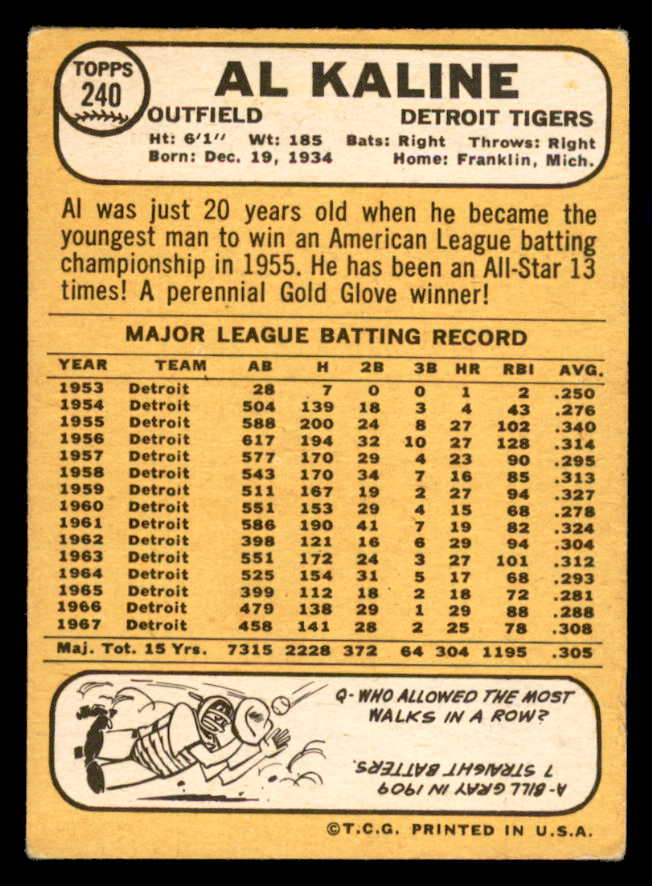 TOPPS
240
AL KALINE
OUTFIELD DETROIT TIGERS
Ht: 6'1" Wt: 185 Bats: Right Throws: Right
Born: Dec. 19, 1934 Home: Franklin, Mich.
Al was just 20 years old when he became the
youngest man to win an American League batting
championship in 1955. He has been an All-Star 13
times! A perennial Gold Glove winner!
MAJOR LEAGUE BATTING RECORD
YEAR TEAM AB H 2B 3B HR RBI AVG.
1953 Detroit 28 7 0 0 1 2 .250
1954 Detroit 504 139 18 3 4 43 .276
1955 Detroit 588 200 24 8 27 102 .340
1956 Detroit 617 194 32 10 27 128 .314
1957 Detroit 577 170 29 4 23 90 .295
1958 Detroit 543 170 34 7 16 85 .313
1959 Detroit 511 167 19 2 27 94 .327
1960 Detroit 551 153 29 4 15 68 .278
1961 Detroit 586 190 41 7 19 82 .324
1962 Detroit 398 121 16 6 29 94 .304
1963 Detroit 551 172 24 3 27 101 .312
1964 Detroit 525 154 31 5 17 68 .293
1965 Detroit 399 112 18 2 18 72 .281
1966 Detroit 479 138 29 1 29 88 .288
1967 Detroit 458 141 28 2 25 78 .308
Maj. Tot. 15 Yrs. 7315 2228 372 64 304 1195 .305
Q- WHO ALLOWED THE MOST
WALKS IN A ROW?
A- BILL GRAY IN 1909
7 STRAIGHT BATTERS.
©T.C.G. PRINTED IN U.S.A.